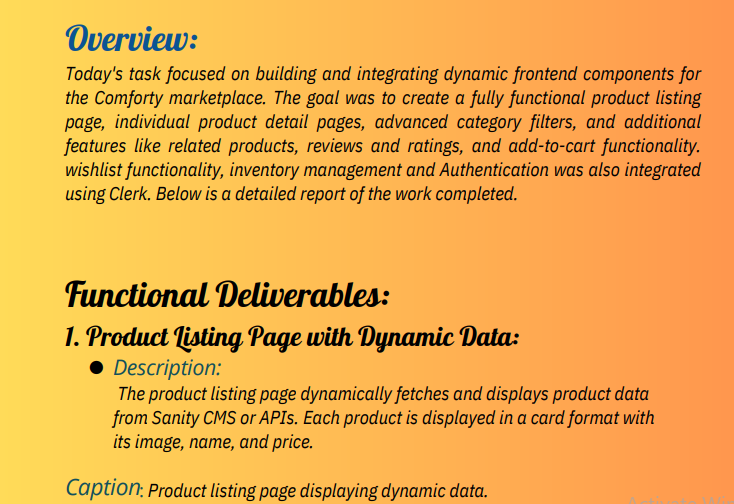 Overview:
Today's task focused on building and integrating dynamic frontend components for
the Comforty marketplace. The goal was to create a fully functional product listing
page, individual product detail pages, advanced category filters, and additional
features like related products, reviews and ratings, and add-to-cart functionality.
wishlist functionality, inventory management and Authentication was also integrated
using Clerk. Below is a detailed report of the work completed.
Functional Deliverables:
1. Product Listing Page with Dynamic Data:
● Description:
The product listing page dynamically fetches and displays product data
from Sanity CMS or APIs. Each product is displayed in a card format with
its image, name, and price.
Caption: Product listing page displaying dynamic data.